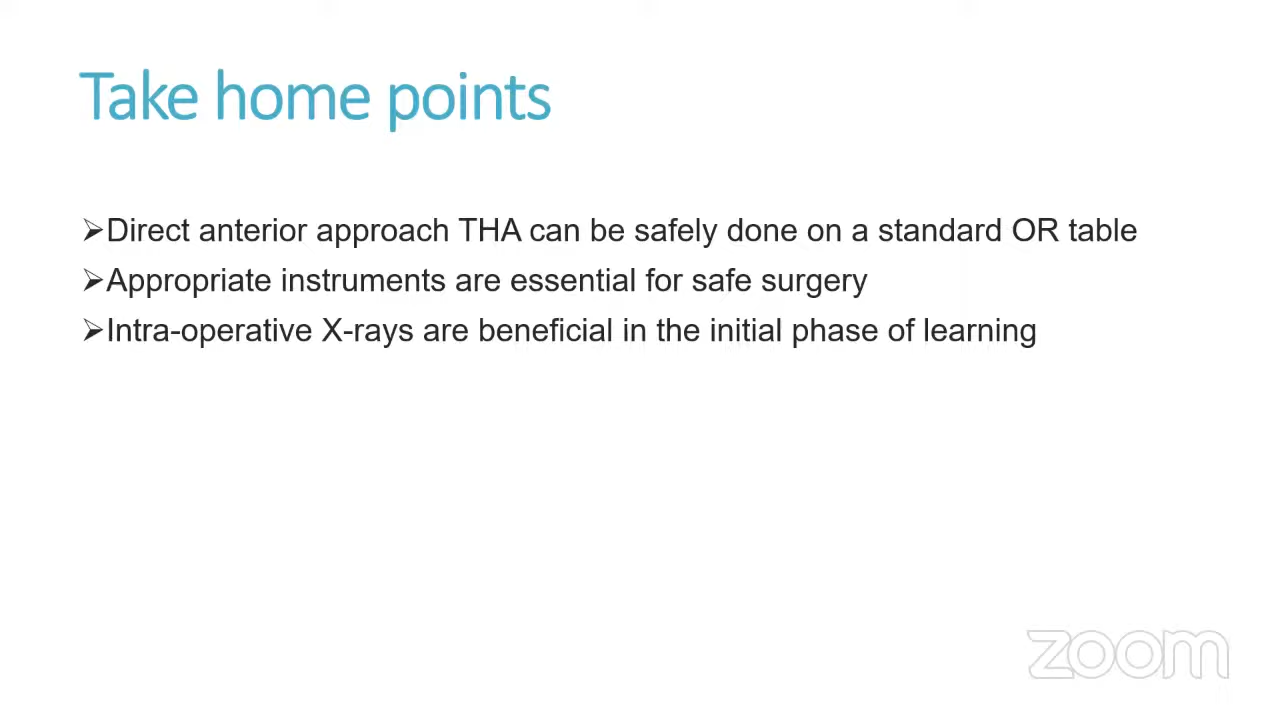 Take home points
➢Direct anterior approach THA can be safely done on a standard OR table
➢Appropriate instruments are essential for safe surgery
➢Intra-operative X-rays are beneficial in the initial phase of learning
zoom